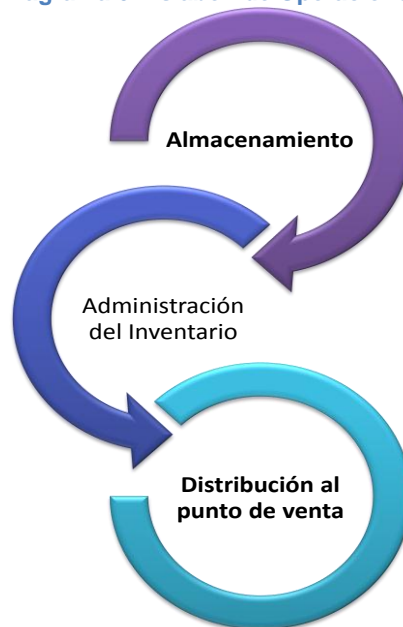 Almacenamiento
Administración
del Inventario
Distribución al
punto de venta